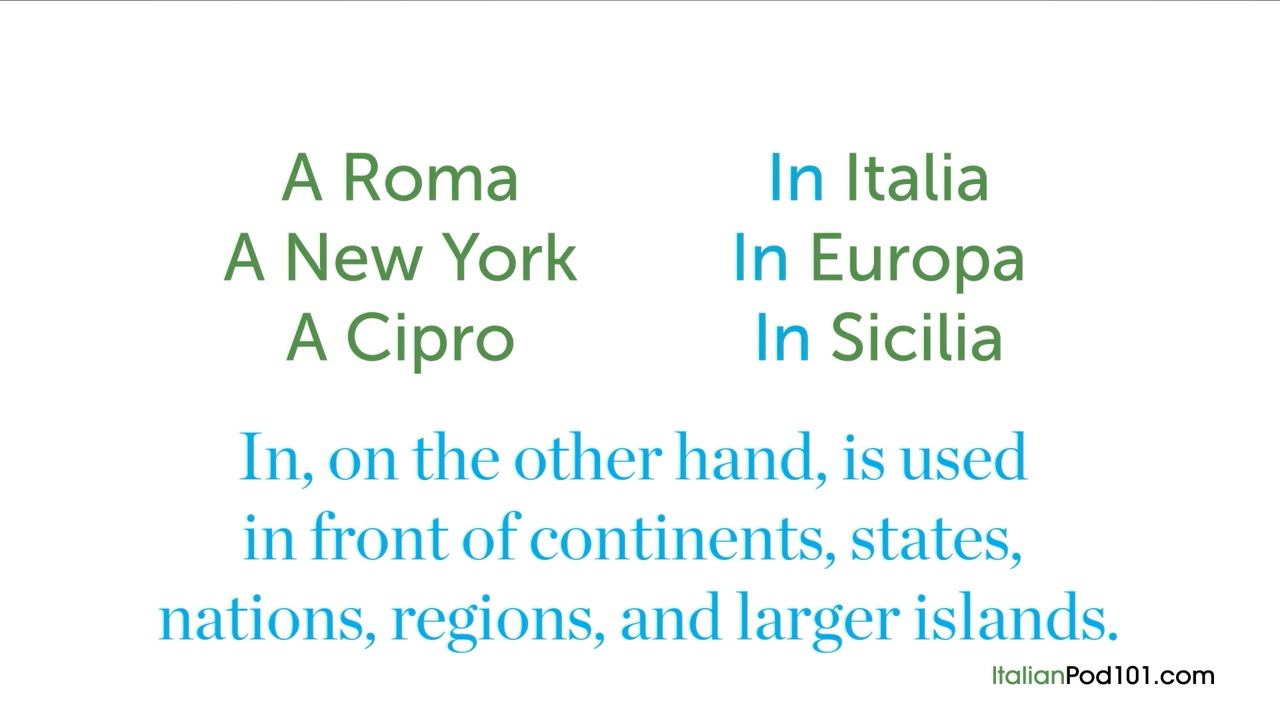 A Roma
A New York
A Cipro
In Italia
In Europa
In Sicilia
In, on the other hand, is used
in front of continents, states,
nations, regions, and larger islands.
ItalianPod101.com